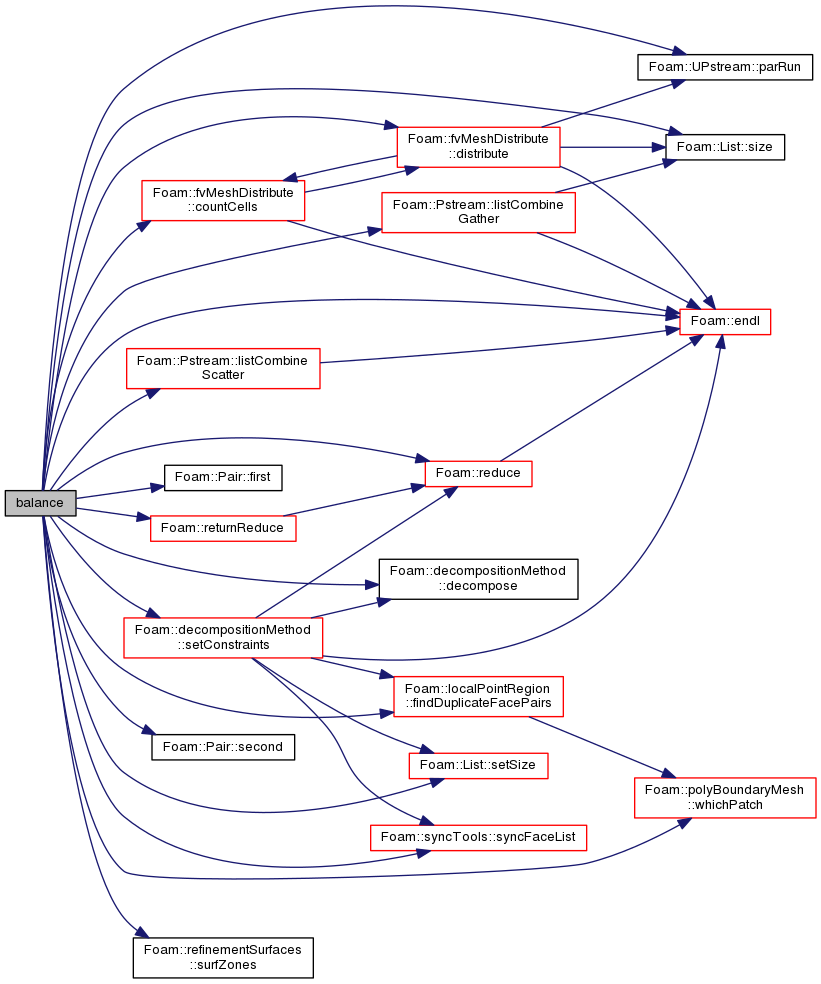 Foam::UPstream::parRun
Foam::fvMeshDistribute
::distribute
Foam::List::size
Foam::fvMeshDistribute
::countCells
Foam::Pstream::listCombine
Gather
Foam::endl
Foam::Pstream::listCombine
Scatter
Foam::Pair::first
Foam::reduce
balance
Foam::returnReduce
Foam::decompositionMethod
::decompose
Foam::decompositionMethod
::setConstraints
Foam::localPointRegion
::findDuplicateFacePairs
Foam::Pair::second
Foam::List::setSize
Foam::polyBoundaryMesh
::whichPatch
Foam::syncTools::syncFaceList
Foam::refinementSurfaces
::surfZones